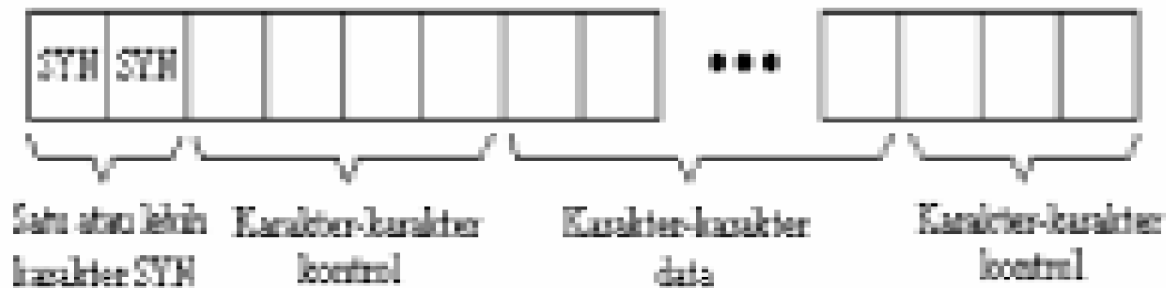 SYN SYN
Satu atau lebih
karakter SYN
Karakter-karakter
kontrol
Karakter-karakter
data
Karakter-karakter
kontrol